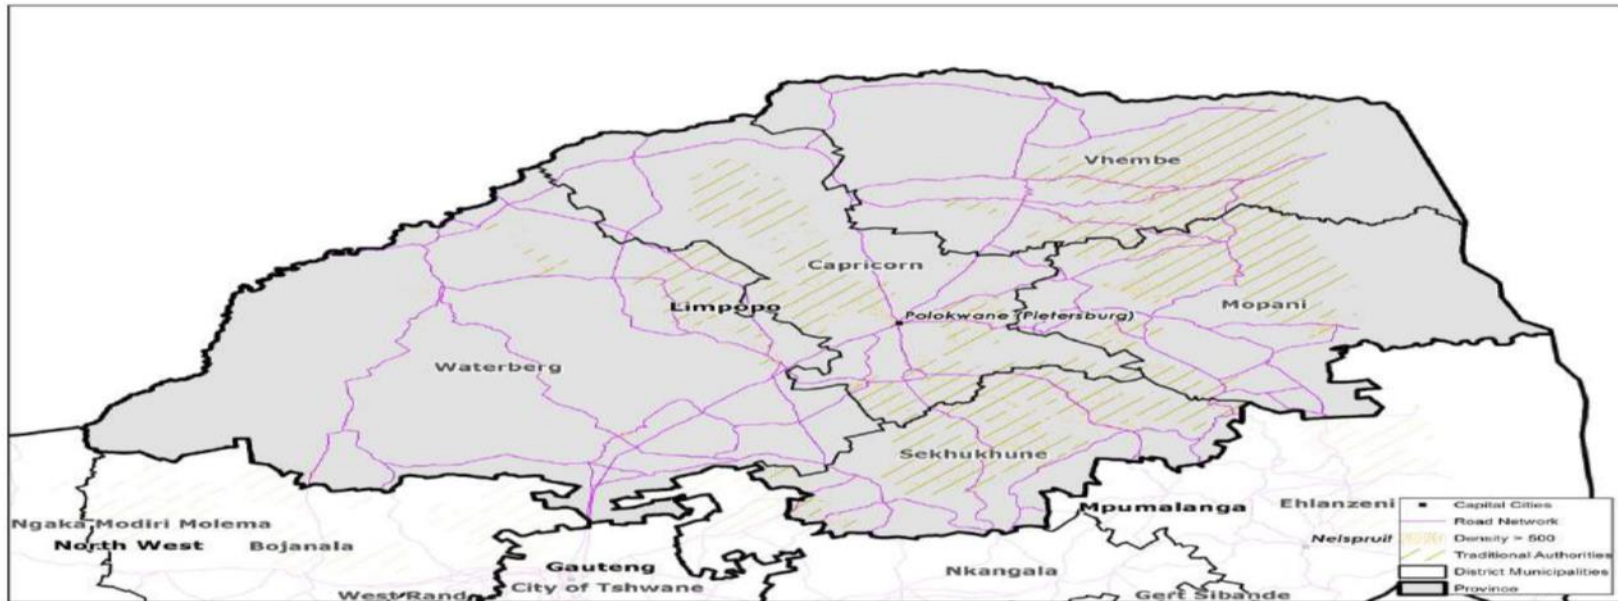 Vhembe
Capricorn
Limpopo
Mopani
Polokwane (Pietersburg)
Waterberg
Sekhukhune
Mpumalanga
Ehlanzeni
Ngaka Modiri Molema
North West
Bojanala
Nelspruit
Gauteng
City of Tshwane
Nkangala
West Rand
Gert Sibande
Capital Cities
Road Network
Density > 500
Traditional Authorities
District Municipalities
Province